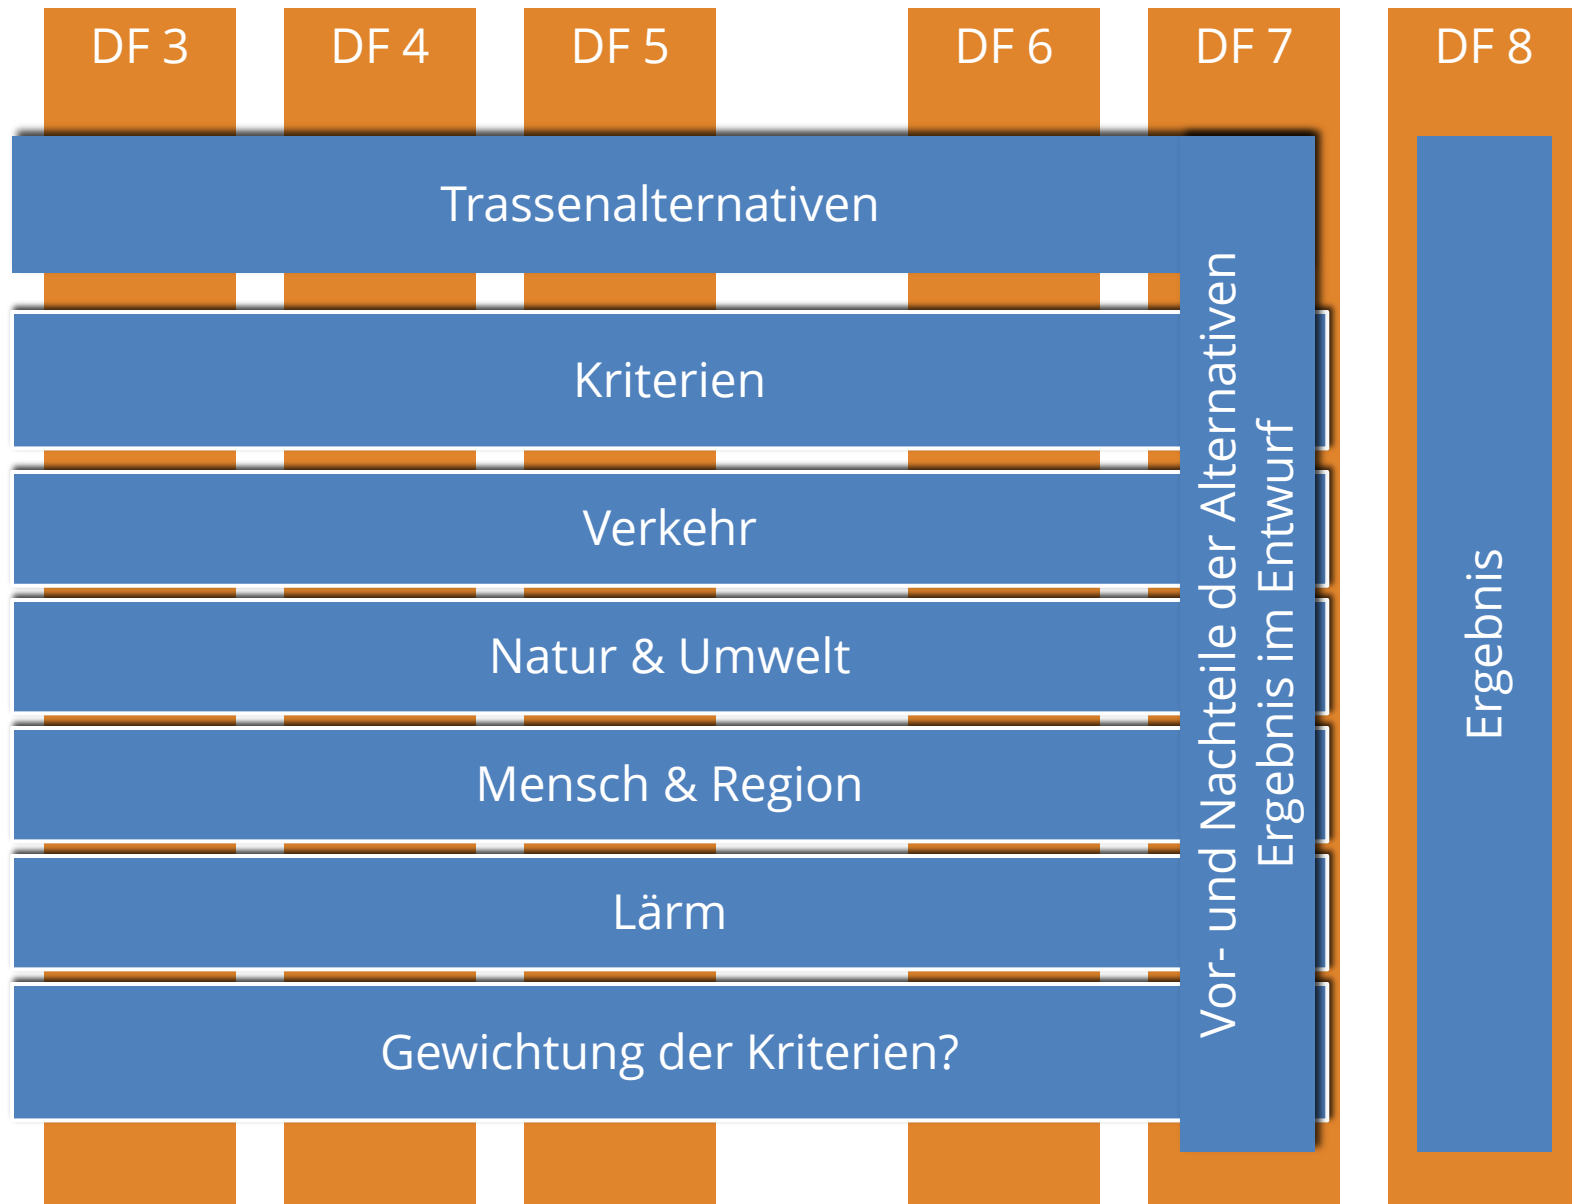 DF 3
DF 4
DF 5
DF 6
DF 7
DF 8
Trassenalternativen
Kriterien
Verkehr
Natur & Umwelt
Mensch & Region
Lärm
Gewichtung der Kriterien?
Vor- und Nachteile der Alternativen
Ergebnis im Entwurf
Ergebnis